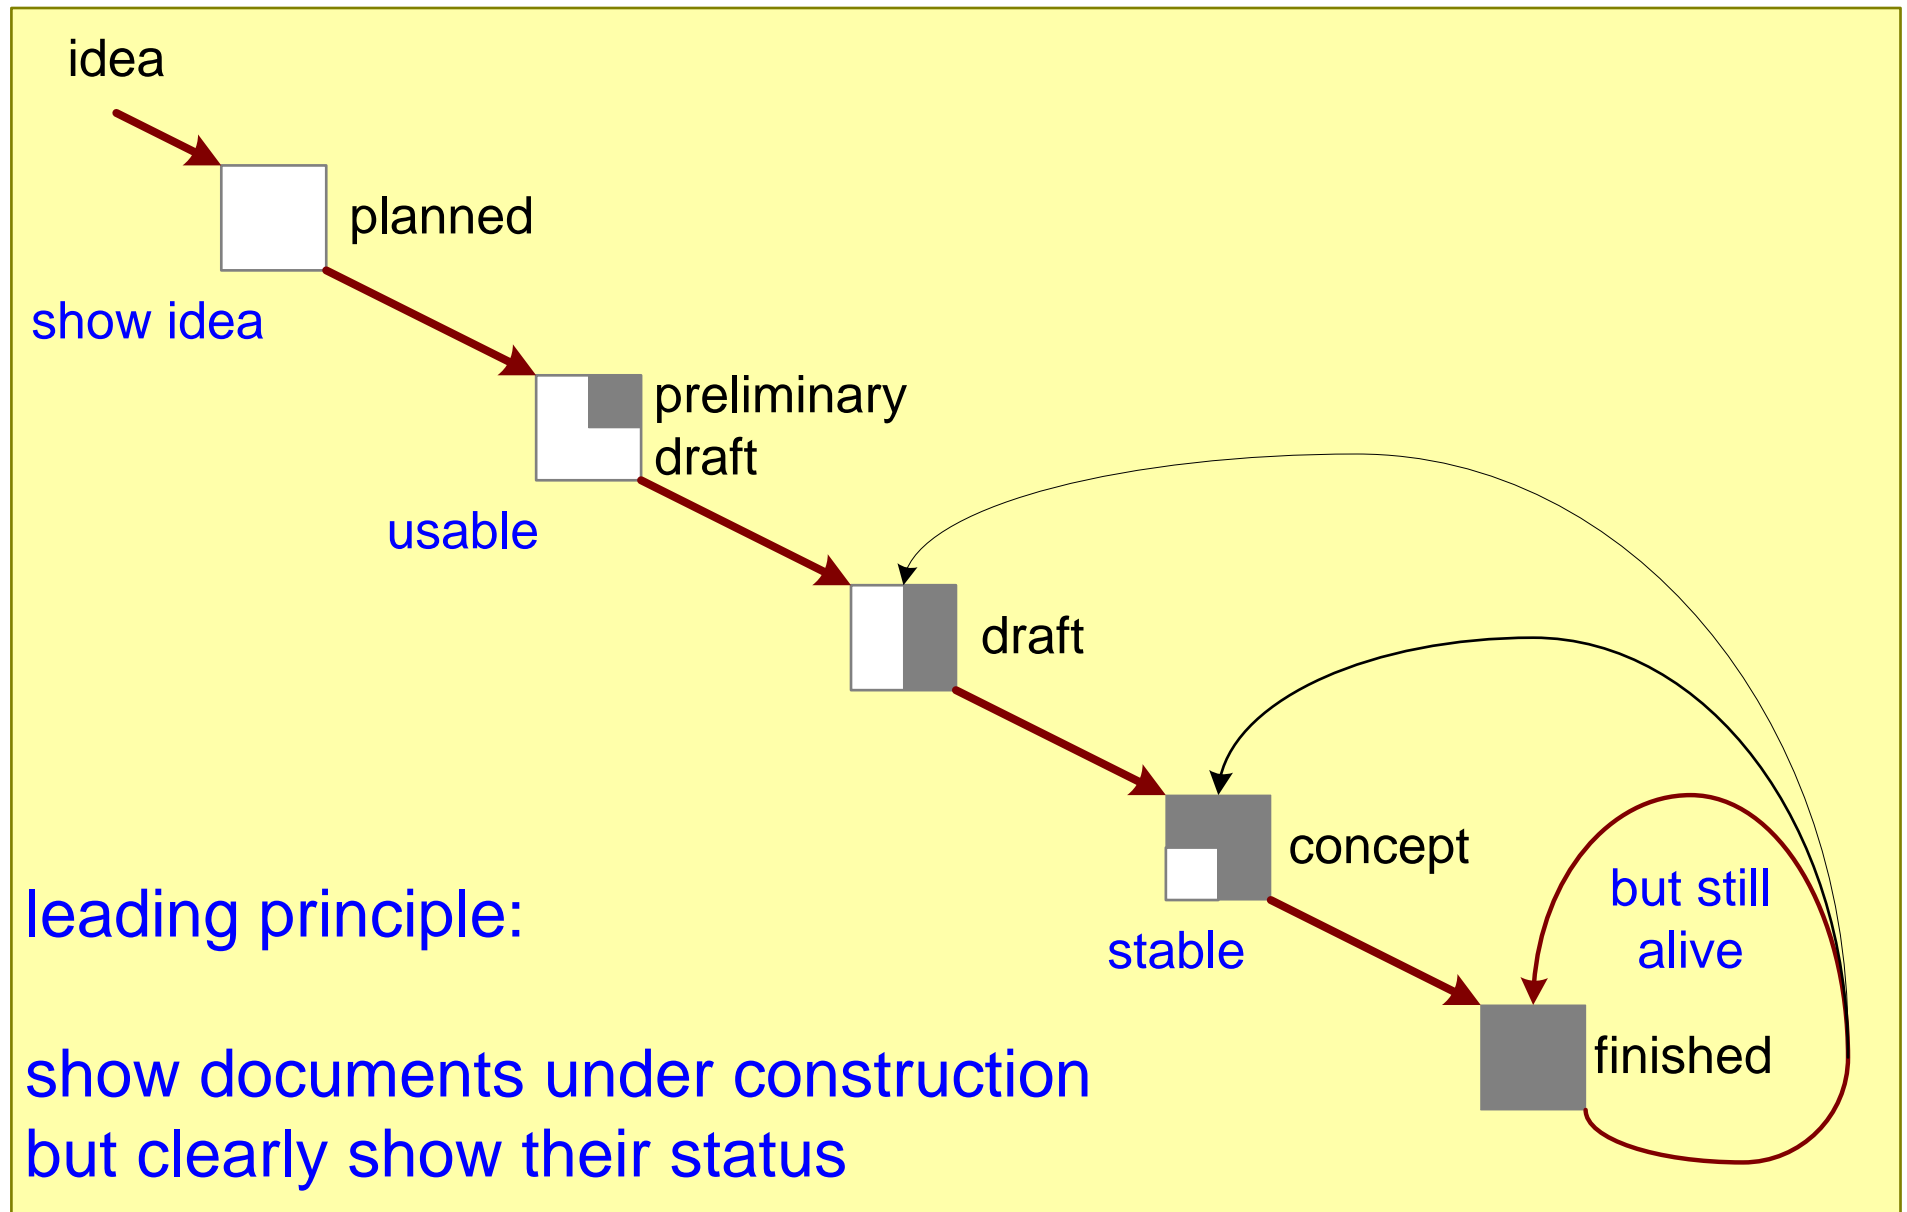 idea
planned
show idea
preliminary
draft
usable
draft
concept
but still
alive
leading principle:
stable
finished
show documents under construction
but clearly show their status